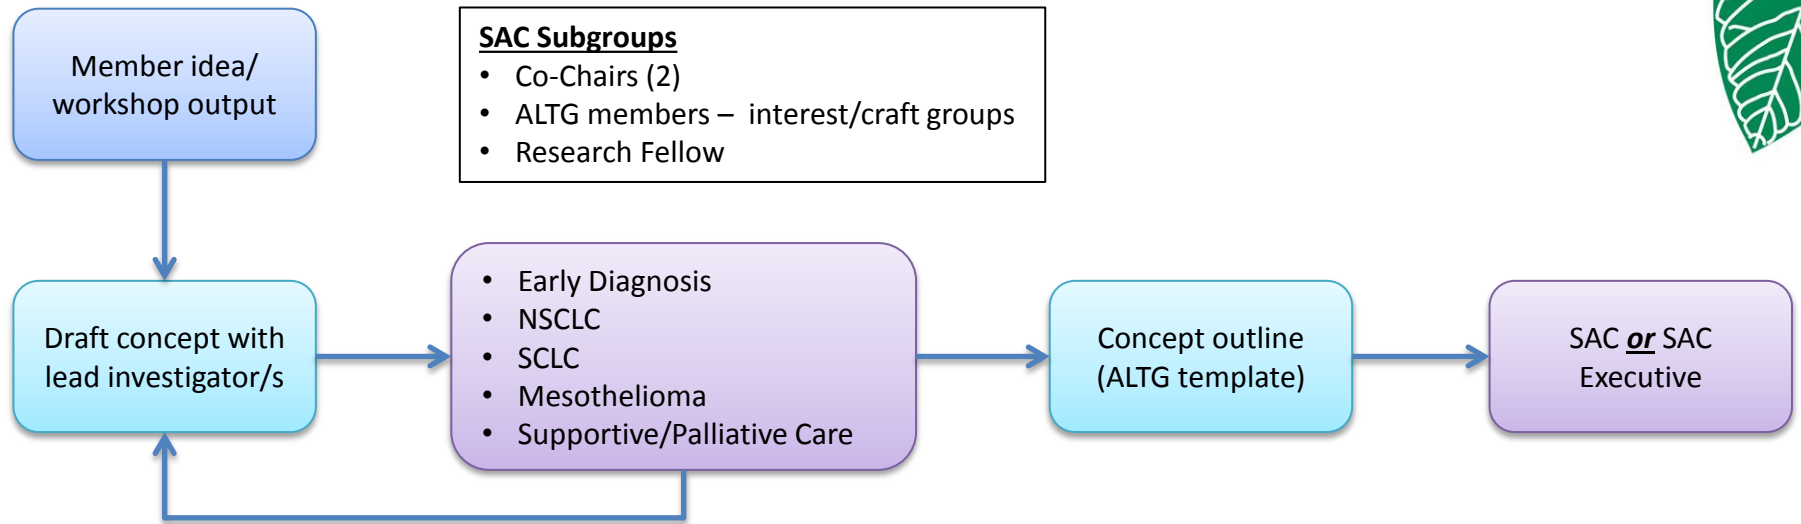 Member idea/
workshop output
SAC Subgroups
• Co-Chairs (2)
• ALTG members – interest/craft groups
• Research Fellow
Draft concept with
lead investigator/s
• Early Diagnosis
• NSCLC
• SCLC
• Mesothelioma
• Supportive/Palliative Care
Concept outline
(ALTG template)
SAC or SAC
Executive